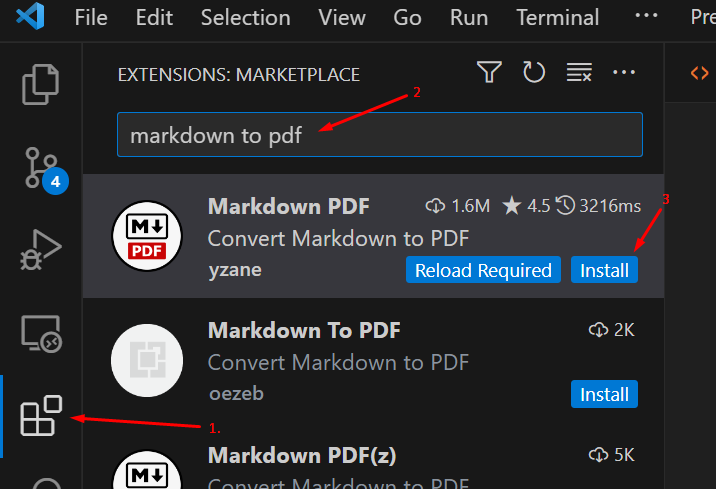 File Edit Selection View Go Run Terminal ··· Pre
EXTENSIONS: MARKETPLACE ···
2
markdown to pdf
4
3
M PDF
Markdown PDF 1.6M 4.5 3216ms
Convert Markdown to PDF
yzane Reload Required Install
Markdown To PDF 2K
Convert Markdown to PDF
oezeb Install
1.
M
Markdown PDF(z) 5K
Convert Markdown to PDF